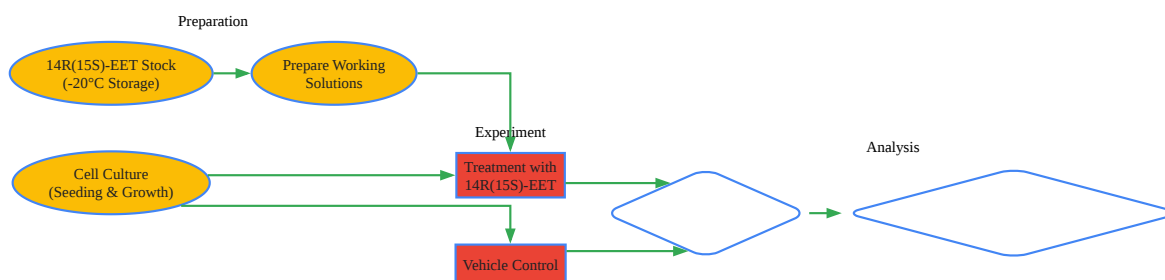 Preparation
14R(15S)-EET Stock
(-20°C Storage)
Prepare Working
Solutions
Experiment
Analysis
Cell Culture
(Seeding & Growth)
Treatment with
14R(15S)-EET
Vehicle Control